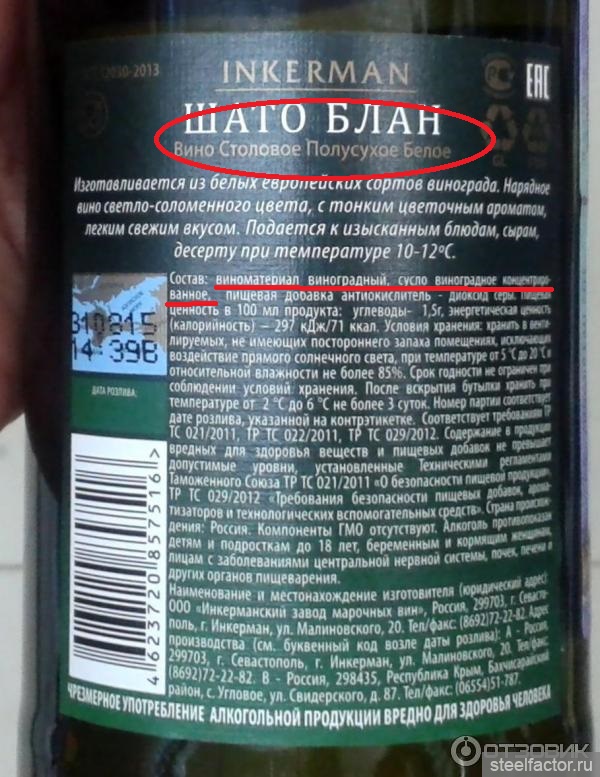 2030-2013
INKERMAN
ЕАС
ШАТО БЛАН
Вино Столовое Полусухое Белое
GL
Изготавливается из белых европейских сортов винограда. Нарядное
вино светло-соломенного цвета, с тонким цветочным ароматом,
легким свежим вкусом. Подается к изысканным блюдам, сырам,
десерту при температуре 10-12ºС.
Состав: виноматериал виноградный, сусло виноградное концентриро-
ванное, пищевая добавка антиокислитель - диоксид серы. Пищевая
ценность в 100 мл продукта: углеводы- 1,5г, энергетическая ценность
(калорийность) – 297 кДж/71 ккал. Условия хранения: хранить в венти-
лируемых, не имеющих постороннего запаха помещениях, исключающих
воздействие прямого солнечного света, при температуре от 5 °С до 20 °С и
относительной влажности не более 85%. Срок годности не ограничен при
соблюдении условий хранения. После вскрытия бутылки хранить при
температуре от 2 °С до 6 °С не более 3 суток. Номер партии соответствует
дате розлива, указанной на контрэтикетке. Соответствует требованиям ТР
ТС 021/2011, ТР ТС 022/2011, ТР ТС 029/2012. Содержание в продукции
вредных для здоровья веществ и пищевых добавок не превышает
допустимые уровни, установленные Техническими регламентами
Таможенного Союза ТР ТС 021/2011 «О безопасности пищевой продукции»,
ТР ТС 029/2012 «Требования безопасности пищевых добавок, арома-
тизаторов и технологических вспомогательных средств». Страна происхож-
дения: Россия. Компоненты ГМО отсутствуют. Алкоголь противопоказан
детям и подросткам до 18 лет, беременным и кормящим женщинам,
лицам с заболеваниями центральной нервной системы, почек, печени и
других органов пищеварения.
Наименование и местонахождение изготовителя (юридический адрес):
ООО «Инкерманский завод марочных вин», Россия, 299703, г. Севасто-
поль, г. Инкерман, ул. Малиновского, 20. Тел/Факс: (8692)72-22-82. Адрес
производства (см. буквенный код возле даты розлива): А - Россия,
299703, г. Севастополь, г. Инкерман, ул. Малиновского, 20. Тел/Факс:
(8692)72-22-82. В - Россия, 298435, Республика Крым, Бахчисарайский
район, с. Угловое, ул. Свидерского, д. 87. Тел./Факс: (06554)51-787.
310815
14:39В
ДАТА РОЗЛИВА:
4623720857516>
ЧРЕЗМЕРНОЕ УПОТРЕБЛЕНИЕ АЛКОГОЛЬНОЙ ПРОДУКЦИИ ВРЕДНО ДЛЯ ЗДОРОВЬЯ ЧЕЛОВЕКА
ОТЗОВИК
steelfactor.ru